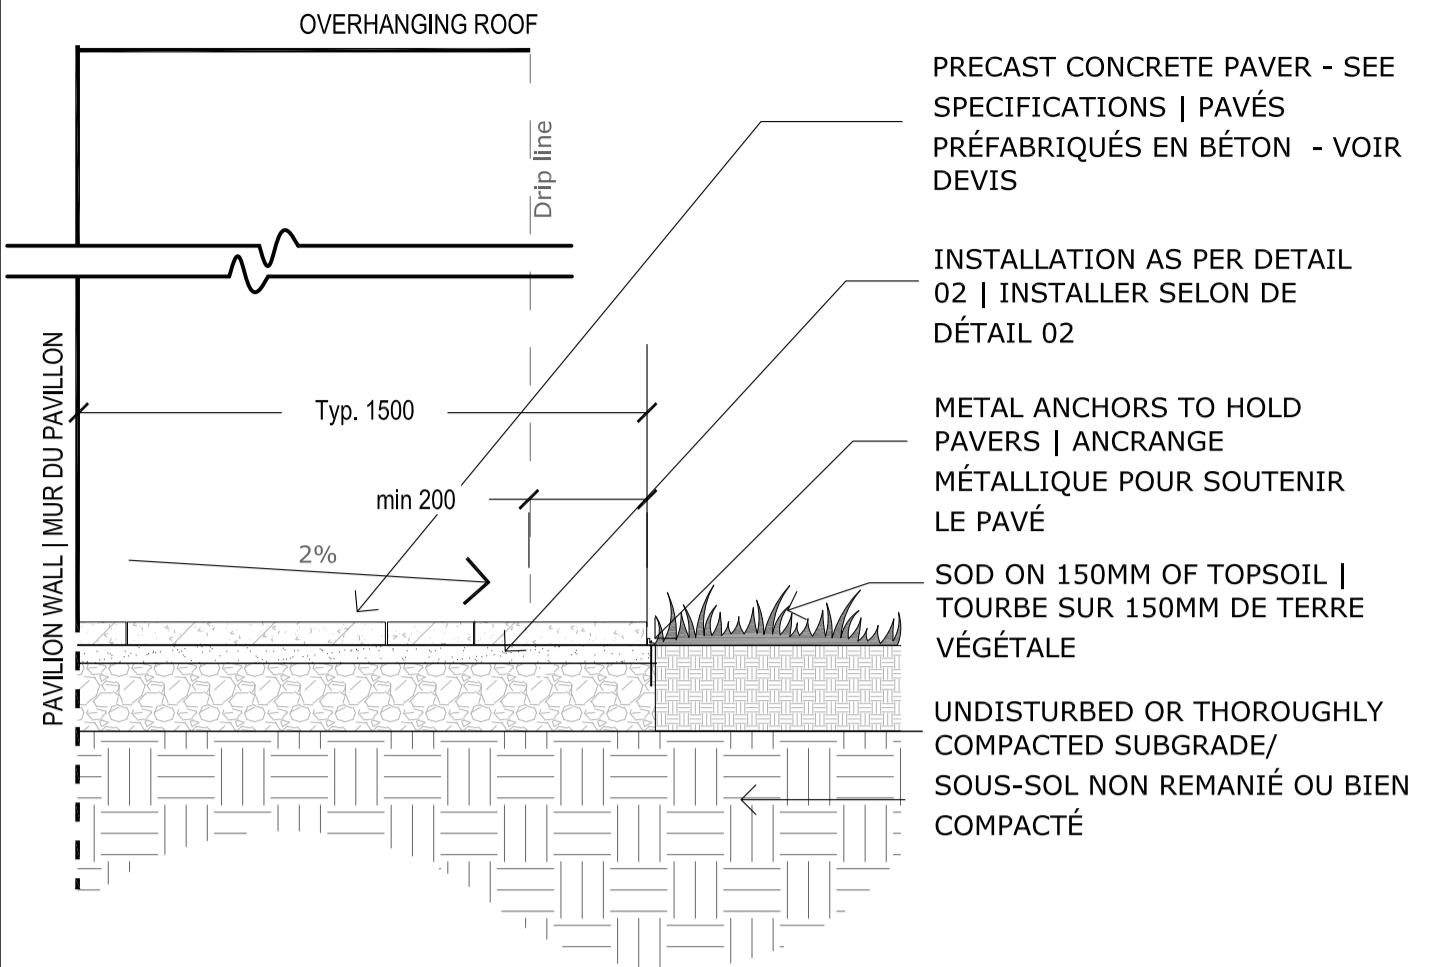 OVERHANGING ROOF
Drip line
PRECAST CONCRETE PAVER - SEE
SPECIFICATIONS | PAVÉS
PRÉFABRIQUÉS EN BÉTON - VOIR
DEVIS
INSTALLATION AS PER DETAIL
02 | INSTALLER SELON DE
DÉTAIL 02
Typ. 1500
METAL ANCHORS TO HOLD
PAVERS | ANCRANGE
MÉTALLIQUE POUR SOUTENIR
LE PAVÉ
min 200
2%
PAVILION WALL | MUR DU PAVILLON
SOD ON 150MM OF TOPSOIL |
TOURBE SUR 150MM DE TERRE
VÉGÉTALE
UNDISTURBED OR THOROUGHLY
COMPACTED SUBGRADE/
SOUS-SOL NON REMANIÉ OU BIEN
COMPACTÉ